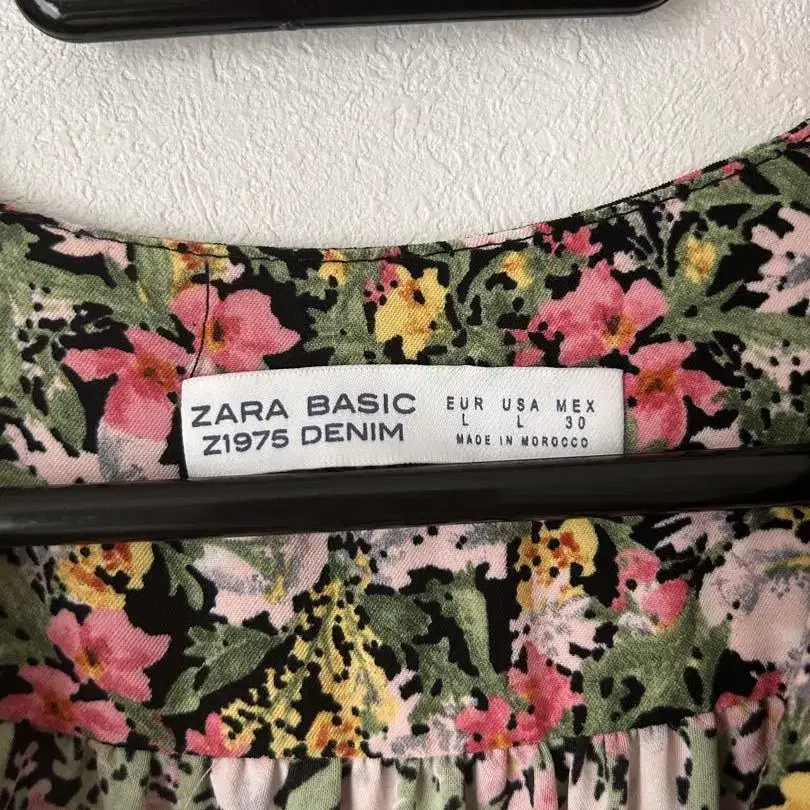 ZARA BASIC
Z1975 DENIM
EUR USA MEX
L L 30
MADE IN MOROCCO